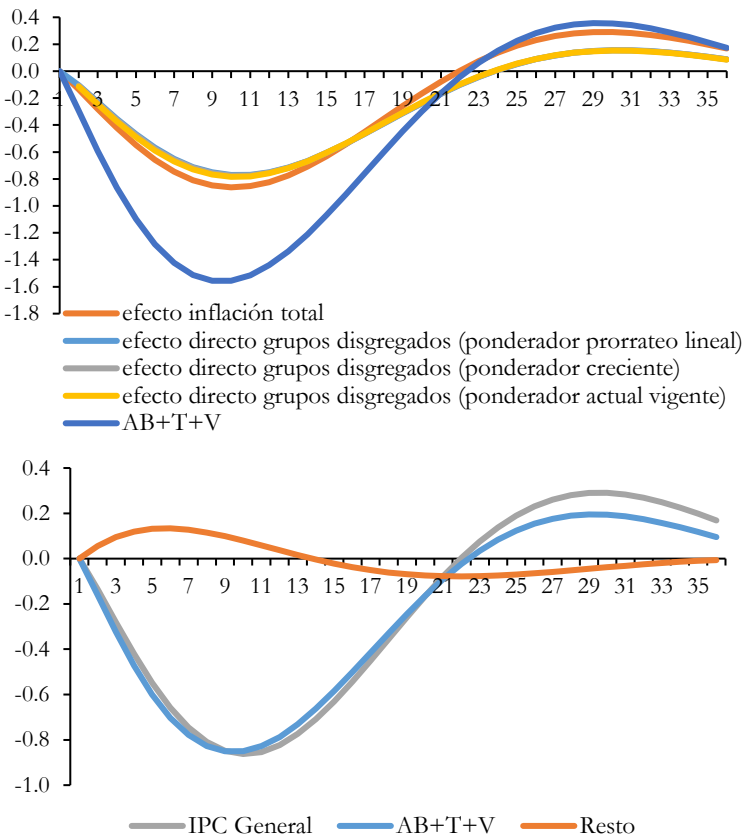 0.4
0.2
0.0
-0.2
-0.4
-0.6
-0.8
-1.0
-1.2
-1.4
-1.6
-1.8
1 3 5 7 9 11 13 15 17 19 21 23 25 27 29 31 33 35
efecto inflación total
efecto directo grupos disgregados (ponderador prorrateo lineal)
efecto directo grupos disgregados (ponderador creciente)
efecto directo grupos disgregados (ponderador actual vigente)
AB+T+V
0.4
0.2
0.0
-0.2
-0.4
-0.6
-0.8
-1.0
1 3 5 7 9 11 13 15 17 19 21 23 25 27 29 31 33 35
IPC General AB+T+V Resto